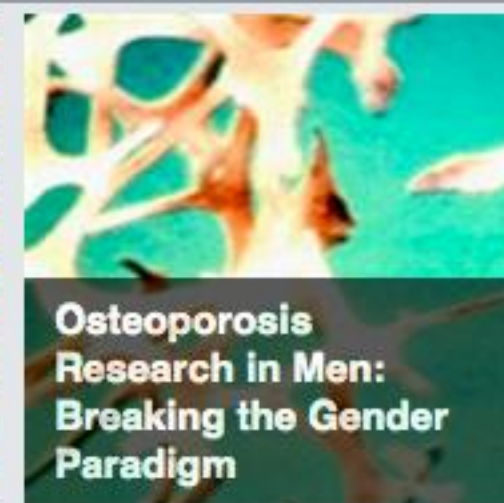 Osteoporosis
Research in Men:
Breaking the Gender
Paradigm